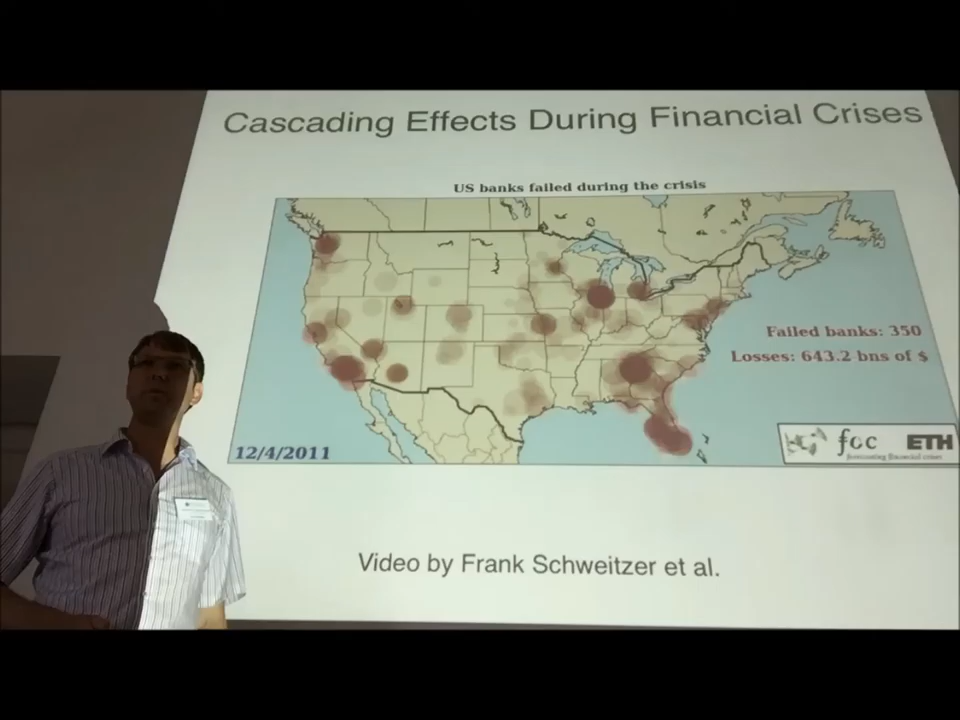 Cascading Effects During Financial Crises
US banks failed during the crisis
Failed banks: 350
Losses: 643.2 bns of $
foc
ETH
forecasting financial crises
12/4/2011
Video by Frank Schweitzer et al.